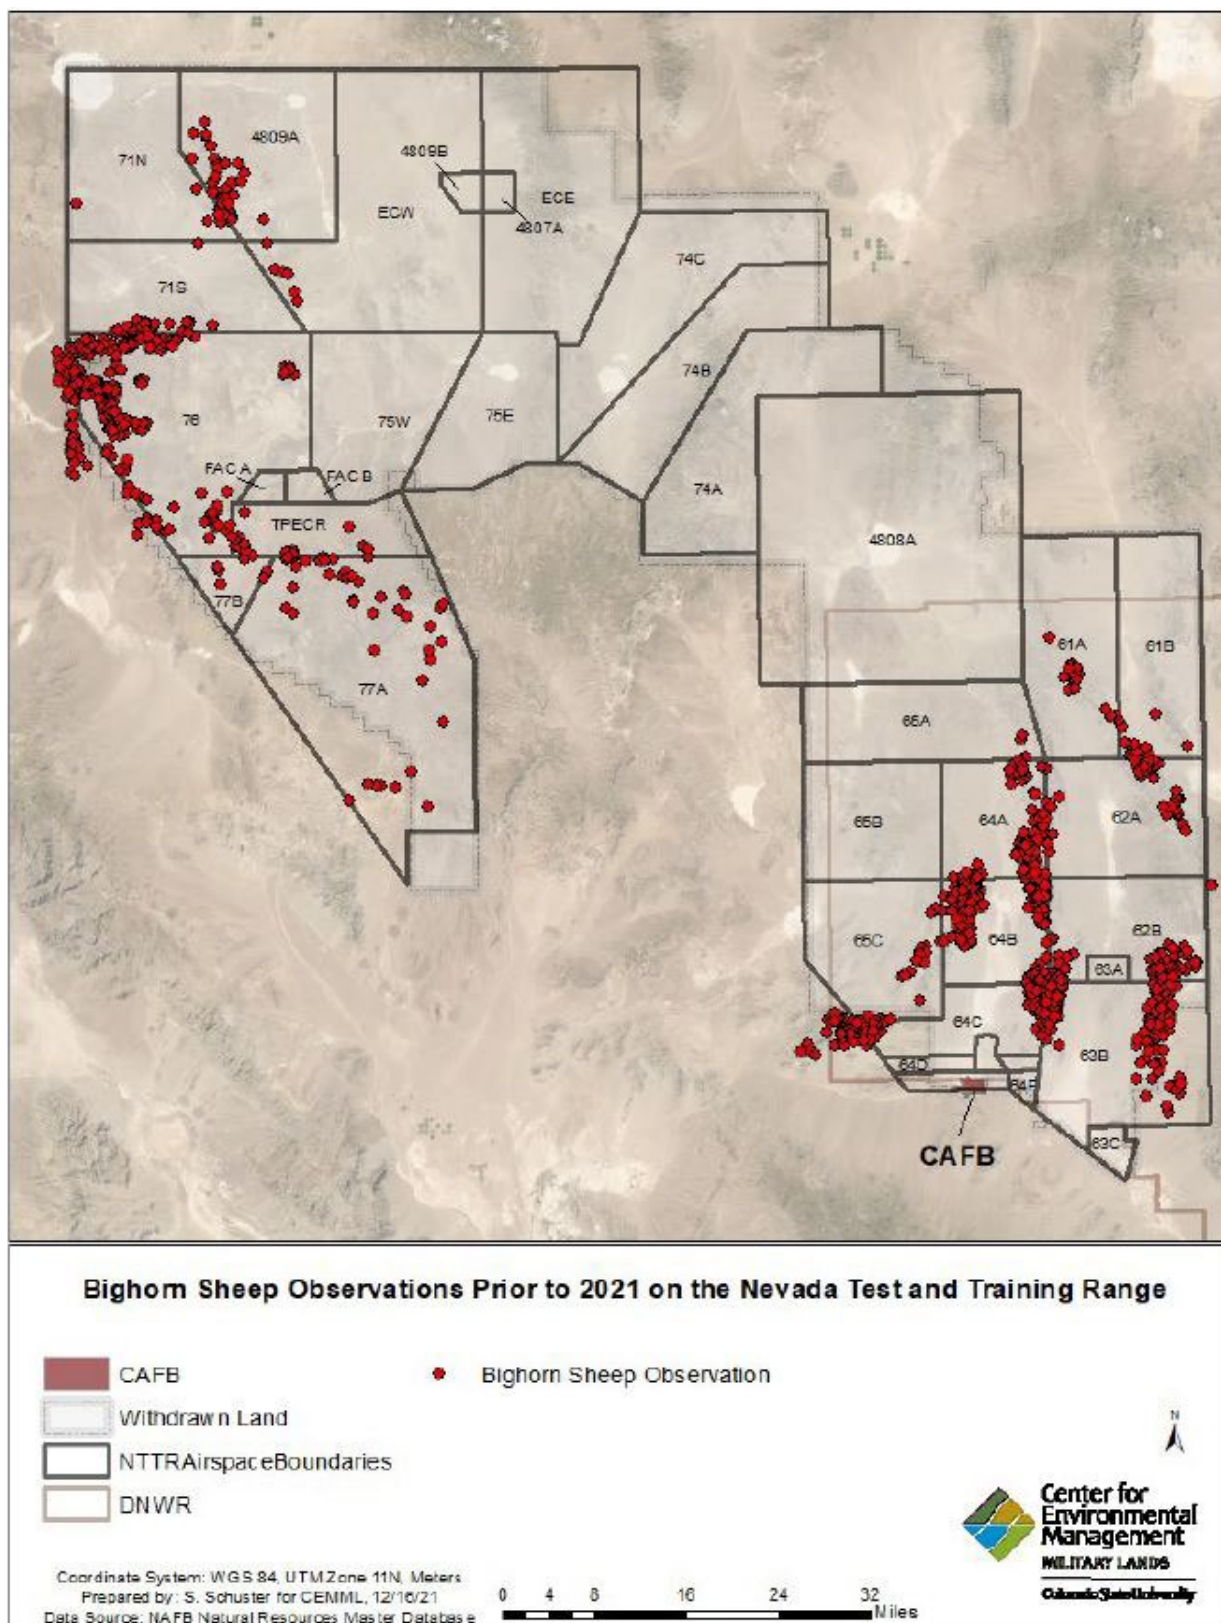 4809A
71N
4809B
ECE
ECW
4807A
74C
71S
74B
76
75W
75E
FAC A
FAC B
74A
TPECR
4808A
77B
61A
61B
77A
65A
65B
64A
62A
65C
64B
62B
63A
64C
63B
64D
64F
CAFB
63C
Bighorn Sheep Observations Prior to 2021 on the Nevada Test and Training Range
CAFB
Bighorn Sheep Observation
Withdrawn Land
NTTRAirspaceBoundaries
DNWR
N
Center for
Environmental
Management
MILITARY LANDS
Colorado State University
Coordinate System: WGS 84, UTM Zone 11N, Meters
Prepared by: S. Schuster for CEMML, 12/16/21
Data Source: NAFB Natural Resources Master Database
0 4 8 16 24 32
Miles